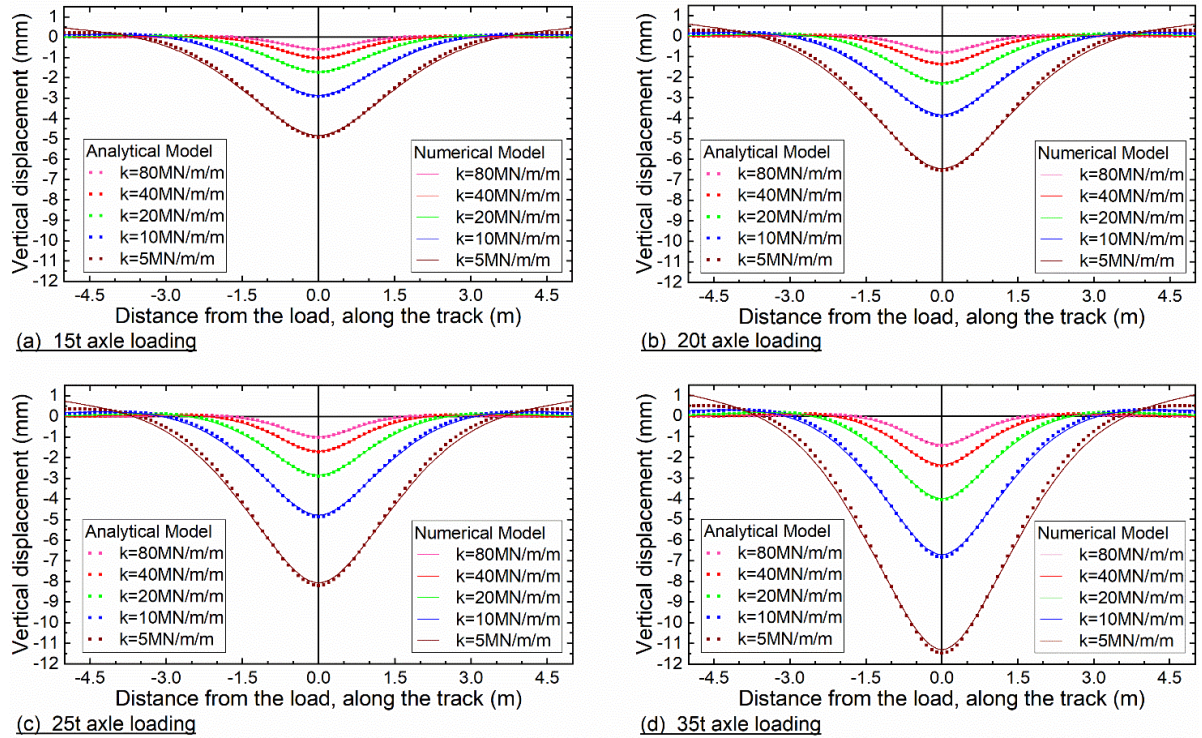 Vertical displacement (mm)
1
0
-1
-2
-3
-4
-5
-6
-7
-8
-9
-10
-11
-12
Analytical Model
k=80MN/m/m
k=40MN/m/m
k=20MN/m/m
k=10MN/m/m
k=5MN/m/m
Numerical Model
k=80MN/m/m
k=40MN/m/m
k=20MN/m/m
k=10MN/m/m
k=5MN/m/m
-4.5 -3.0 -1.5 0.0 1.5 3.0 4.5
Distance from the load, along the track (m)
(a) 15t axle loading
Vertical displacement (mm)
1
0
-1
-2
-3
-4
-5
-6
-7
-8
-9
-10
-11
-12
Analytical Model
k=80MN/m/m
k=40MN/m/m
k=20MN/m/m
k=10MN/m/m
k=5MN/m/m
Numerical Model
k=80MN/m/m
k=40MN/m/m
k=20MN/m/m
k=10MN/m/m
k=5MN/m/m
-4.5 -3.0 -1.5 0.0 1.5 3.0 4.5
Distance from the load, along the track (m)
(b) 20t axle loading
Vertical displacement (mm)
1
0
-1
-2
-3
-4
-5
-6
-7
-8
-9
-10
-11
-12
Analytical Model
k=80MN/m/m
k=40MN/m/m
k=20MN/m/m
k=10MN/m/m
k=5MN/m/m
Numerical Model
k=80MN/m/m
k=40MN/m/m
k=20MN/m/m
k=10MN/m/m
k=5MN/m/m
-4.5 -3.0 -1.5 0.0 1.5 3.0 4.5
Distance from the load, along the track (m)
(c) 25t axle loading
Vertical displacement (mm)
1
0
-1
-2
-3
-4
-5
-6
-7
-8
-9
-10
-11
-12
Analytical Model
k=80MN/m/m
k=40MN/m/m
k=20MN/m/m
k=10MN/m/m
k=5MN/m/m
Numerical Model
k=80MN/m/m
k=40MN/m/m
k=20MN/m/m
k=10MN/m/m
k=5MN/m/m
-4.5 -3.0 -1.5 0.0 1.5 3.0 4.5
Distance from the load, along the track (m)
(d) 35t axle loading